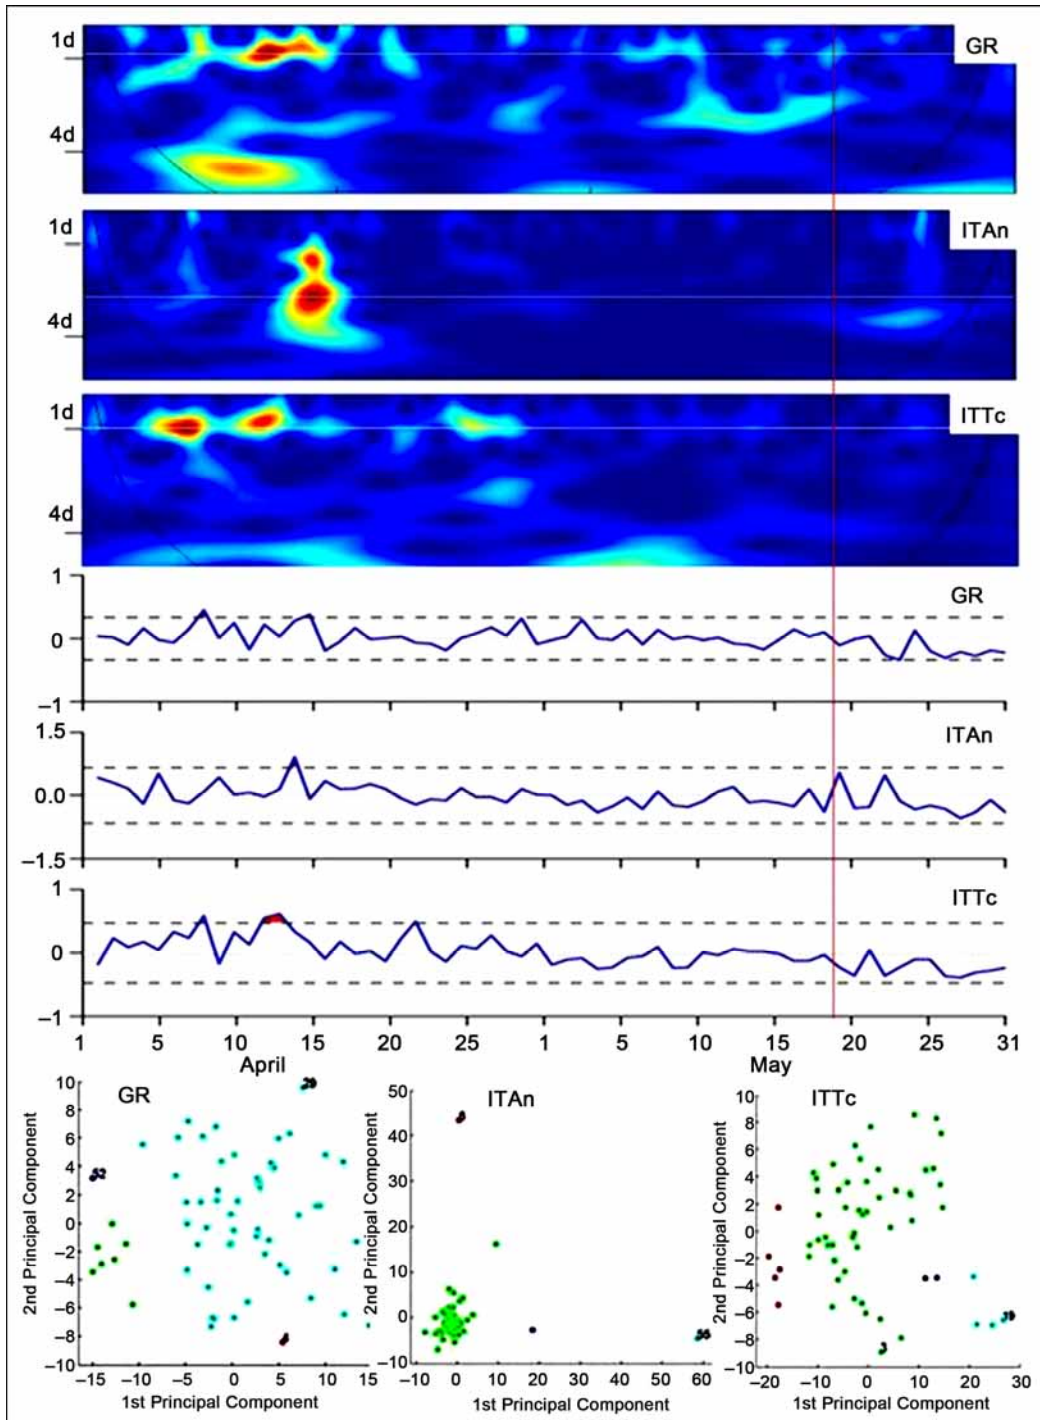 1d
GR
4d
1d
ITAn
4d
1d
ITTc
4d
1
GR
0
–1
1.5
ITAn
0.0
–1.5
1
ITTc
0
–1
1 5 10 15 20 25 1 5 10 15 20 25 31
April May
10 GR
8
6
4
2
0
–2
–4
–6
–8
–10
2nd Principal Component
–15 –10 –5 0 5 10 15
1st Principal Component
50 ITAn
40
30
20
10
0
–10
2nd Principal Component
–10 0 10 20 30 40 50 60
1st Principal Component
10 ITTc
8
6
4
2
0
–2
–4
–6
–8
–10
2nd Principal Component
–20 –10 0 10 20 30
1st Principal Component